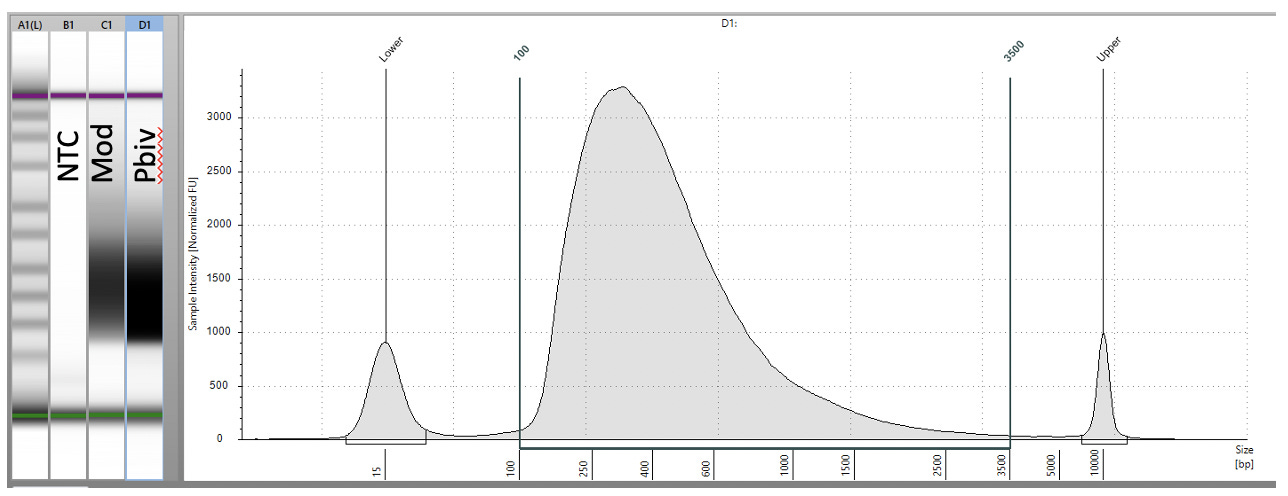 A1(L) B1 C1 D1
NTC
Mod
Pbiv
D1:
Lower
100
3500
Upper
Sample Intensity [Normalized FU]
3000
2500
2000
1500
1000
500
0
15
100
250
400
600
1000
1500
2500
3500
5000
10000
Size
[bp]